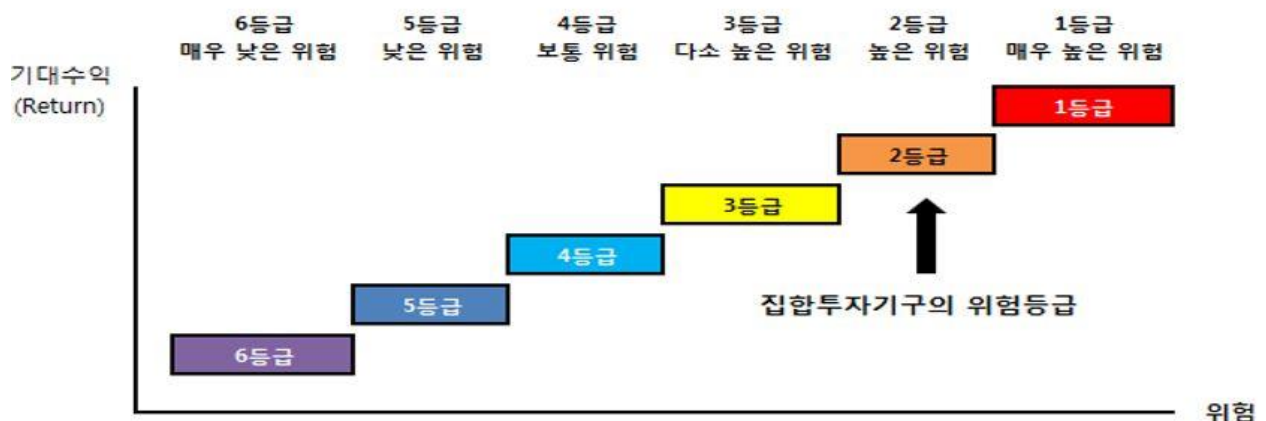 6등급 5등급 4등급 3등급 2등급 1등급
매우 낮은 위험 낮은 위험 보통 위험 다소 높은 위험 높은 위험 매우 높은 위험
기대수익
(Return)
1등급
2등급
3등급
4등급
5등급
집합투자기구의 위험등급
6등급
위험